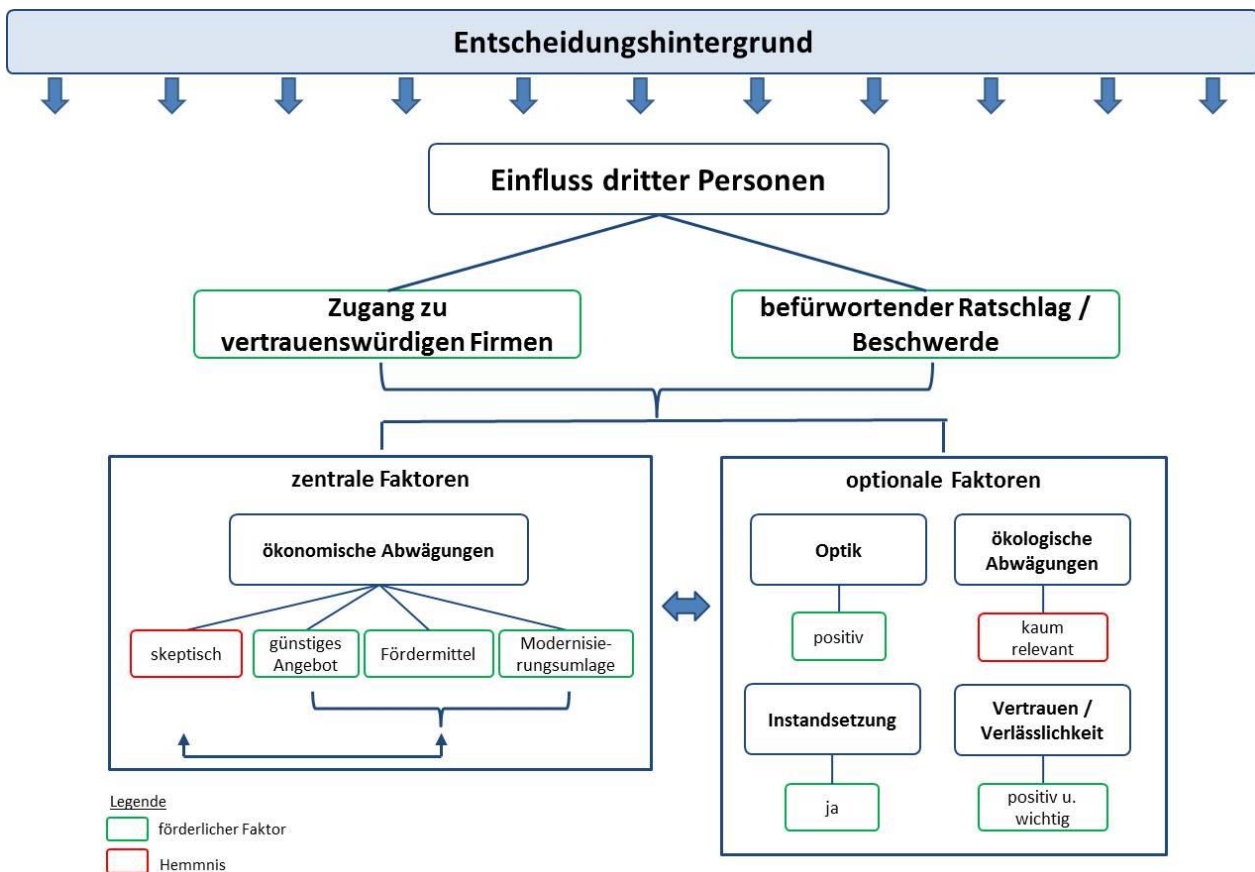 Entscheidungshintergrund
Einfluss dritter Personen
Zugang zu
vertrauenswürdigen Firmen
befürwortender Ratschlag /
Beschwerde
zentrale Faktoren
ökonomische Abwägungen
skeptisch
günstiges
Angebot
Fördermittel
Modernisie-
rungsumlage
optionale Faktoren
Optik
positiv
ökologische
Abwägungen
kaum
relevant
Instandsetzung
ja
Vertrauen /
Verlässlichkeit
positiv u.
wichtig
Legende
förderlicher Faktor
Hemmnis